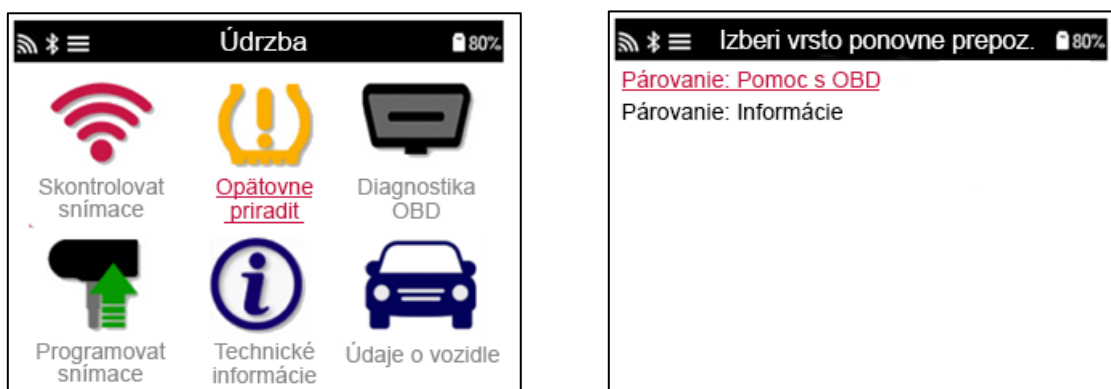 Údrzba
80%
Skontrolovat
snímace
Opätovne
priradit
Diagnostika
OBD
Programovat
snímace
Technické
informácie
Údaje o vozidle
Izberi vrsto ponovne prepoz.
80%
Párovanie: Pomoc s OBD
Párovanie: Informácie